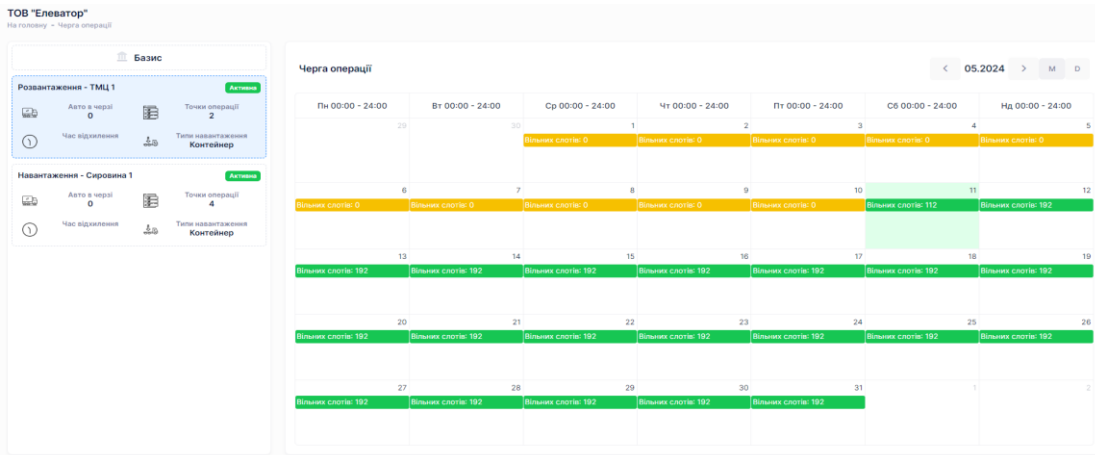 ТОВ "Елеватор"
На головну - Черга операції
Базис
Розвантаження - ТМЦ 1 Активна
Авто в черзі Точки операції
0 2
Час відхилення Типи навантаження
Контейнер
Навантаження - Сировина 1 Активна
Авто в черзі Точки операції
0 4
Час відхилення Типи навантаження
Контейнер
Черга операції < 05.2024 > M D
Пн 00:00 - 24:00 Вт 00:00 - 24:00 Ср 00:00 - 24:00 Чт 00:00 - 24:00 Пт 00:00 - 24:00 Сб 00:00 - 24:00 Нд 00:00 - 24:00
29 30 1 2 3 4 5
Вільних слотів: 0 Вільних слотів: 0 Вільних слотів: 0 Вільних слотів: 0 Вільних слотів: 0
6 7 8 9 10 11 12
Вільних слотів: 0 Вільних слотів: 0 Вільних слотів: 0 Вільних слотів: 0 Вільних слотів: 0 Вільних слотів: 112 Вільних слотів: 192
13 14 15 16 17 18 19
Вільних слотів: 192 Вільних слотів: 192 Вільних слотів: 192 Вільних слотів: 192 Вільних слотів: 192 Вільних слотів: 192 Вільних слотів: 192
20 21 22 23 24 25 26
Вільних слотів: 192 Вільних слотів: 192 Вільних слотів: 192 Вільних слотів: 192 Вільних слотів: 192 Вільних слотів: 192 Вільних слотів: 192
27 28 29 30 31 1 2
Вільних слотів: 192 Вільних слотів: 192 Вільних слотів: 192 Вільних слотів: 192 Вільних слотів: 192